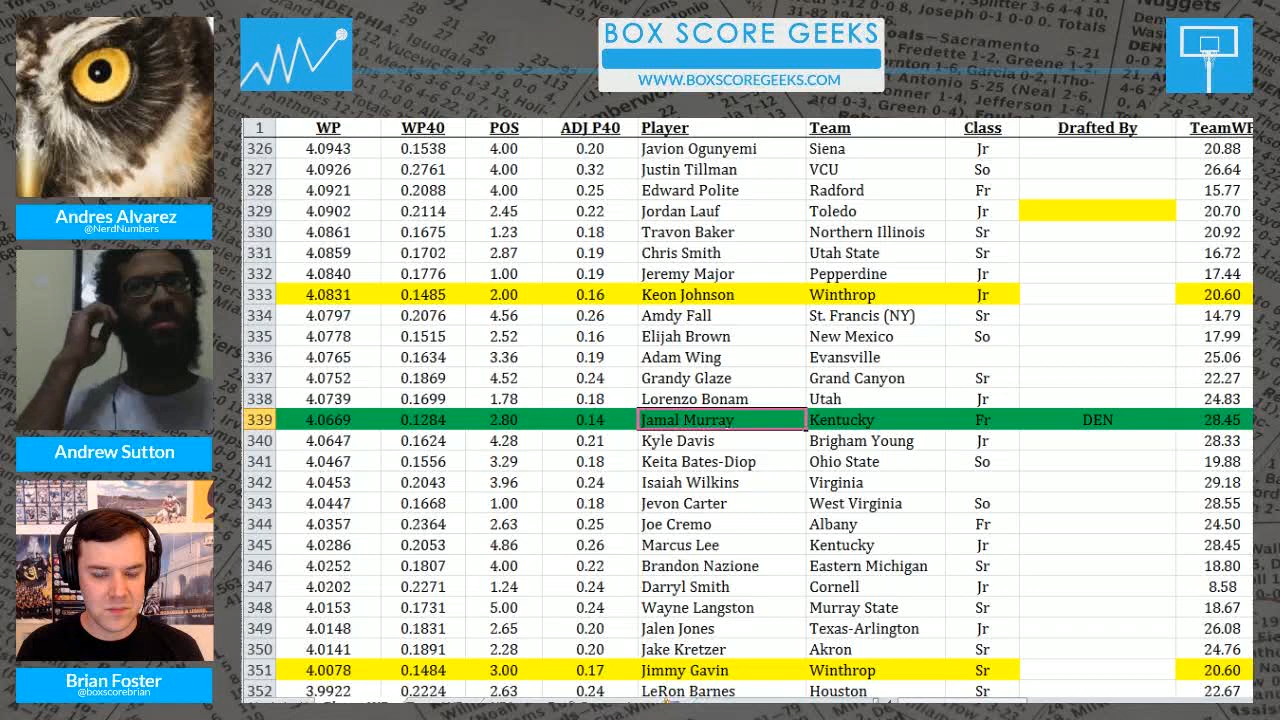 BOX SCORE GEEKS
WWW.BOXSCOREGEEKS.COM
Andres Alvarez
@NerdNumbers
Andrew Sutton
Brian Foster
@boxscorebrian
1 WP WP40 POS ADJ P40 Player Team Class Drafted By TeamWP
326 4.0943 0.1538 4.00 0.20 Javion Ogunyemi Siena Jr 20.88
327 4.0926 0.2761 4.00 0.32 Justin Tillman VCU So 26.64
328 4.0921 0.2088 4.00 0.25 Edward Polite Radford Fr 15.77
329 4.0902 0.2114 2.45 0.22 Jordan Lauf Toledo Jr 20.70
330 4.0861 0.1675 1.23 0.18 Travon Baker Northern Illinois Sr 20.92
331 4.0859 0.1702 2.87 0.19 Chris Smith Utah State Sr 16.72
332 4.0840 0.1776 1.00 0.19 Jeremy Major Pepperdine Jr 17.44
333 4.0831 0.1485 2.00 0.16 Keon Johnson Winthrop Jr 20.60
334 4.0797 0.2076 4.56 0.26 Amdy Fall St. Francis (NY) Sr 14.79
335 4.0778 0.1515 2.52 0.16 Elijah Brown New Mexico So 17.99
336 4.0765 0.1634 3.36 0.19 Adam Wing Evansville 25.06
337 4.0752 0.1869 4.52 0.24 Grandy Glaze Grand Canyon Sr 22.27
338 4.0739 0.1699 1.78 0.18 Lorenzo Bonam Utah Jr 24.83
339 4.0669 0.1284 2.80 0.14 Jamal Murray Kentucky Fr DEN 28.45
340 4.0647 0.1624 4.28 0.21 Kyle Davis Brigham Young Jr 28.33
341 4.0467 0.1556 3.29 0.18 Keita Bates-Diop Ohio State So 19.88
342 4.0453 0.2043 3.96 0.24 Isaiah Wilkins Virginia 29.18
343 4.0447 0.1668 1.00 0.18 Jevon Carter West Virginia So 28.55
344 4.0357 0.2364 2.63 0.25 Joe Cremo Albany Fr 24.50
345 4.0286 0.2053 4.86 0.26 Marcus Lee Kentucky Jr 28.45
346 4.0252 0.1807 4.00 0.22 Brandon Nazione Eastern Michigan Sr 18.80
347 4.0202 0.2271 1.24 0.24 Darryl Smith Cornell Jr 8.58
348 4.0153 0.1731 5.00 0.24 Wayne Langston Murray State Sr 18.67
349 4.0148 0.1831 2.65 0.20 Jalen Jones Texas-Arlington Jr 26.08
350 4.0141 0.1891 2.28 0.20 Jake Kretzer Akron Sr 24.76
351 4.0078 0.1484 3.00 0.17 Jimmy Gavin Winthrop Sr 20.60
352 3.9922 0.2224 2.63 0.24 LeRon Barnes Houston Sr 22.67